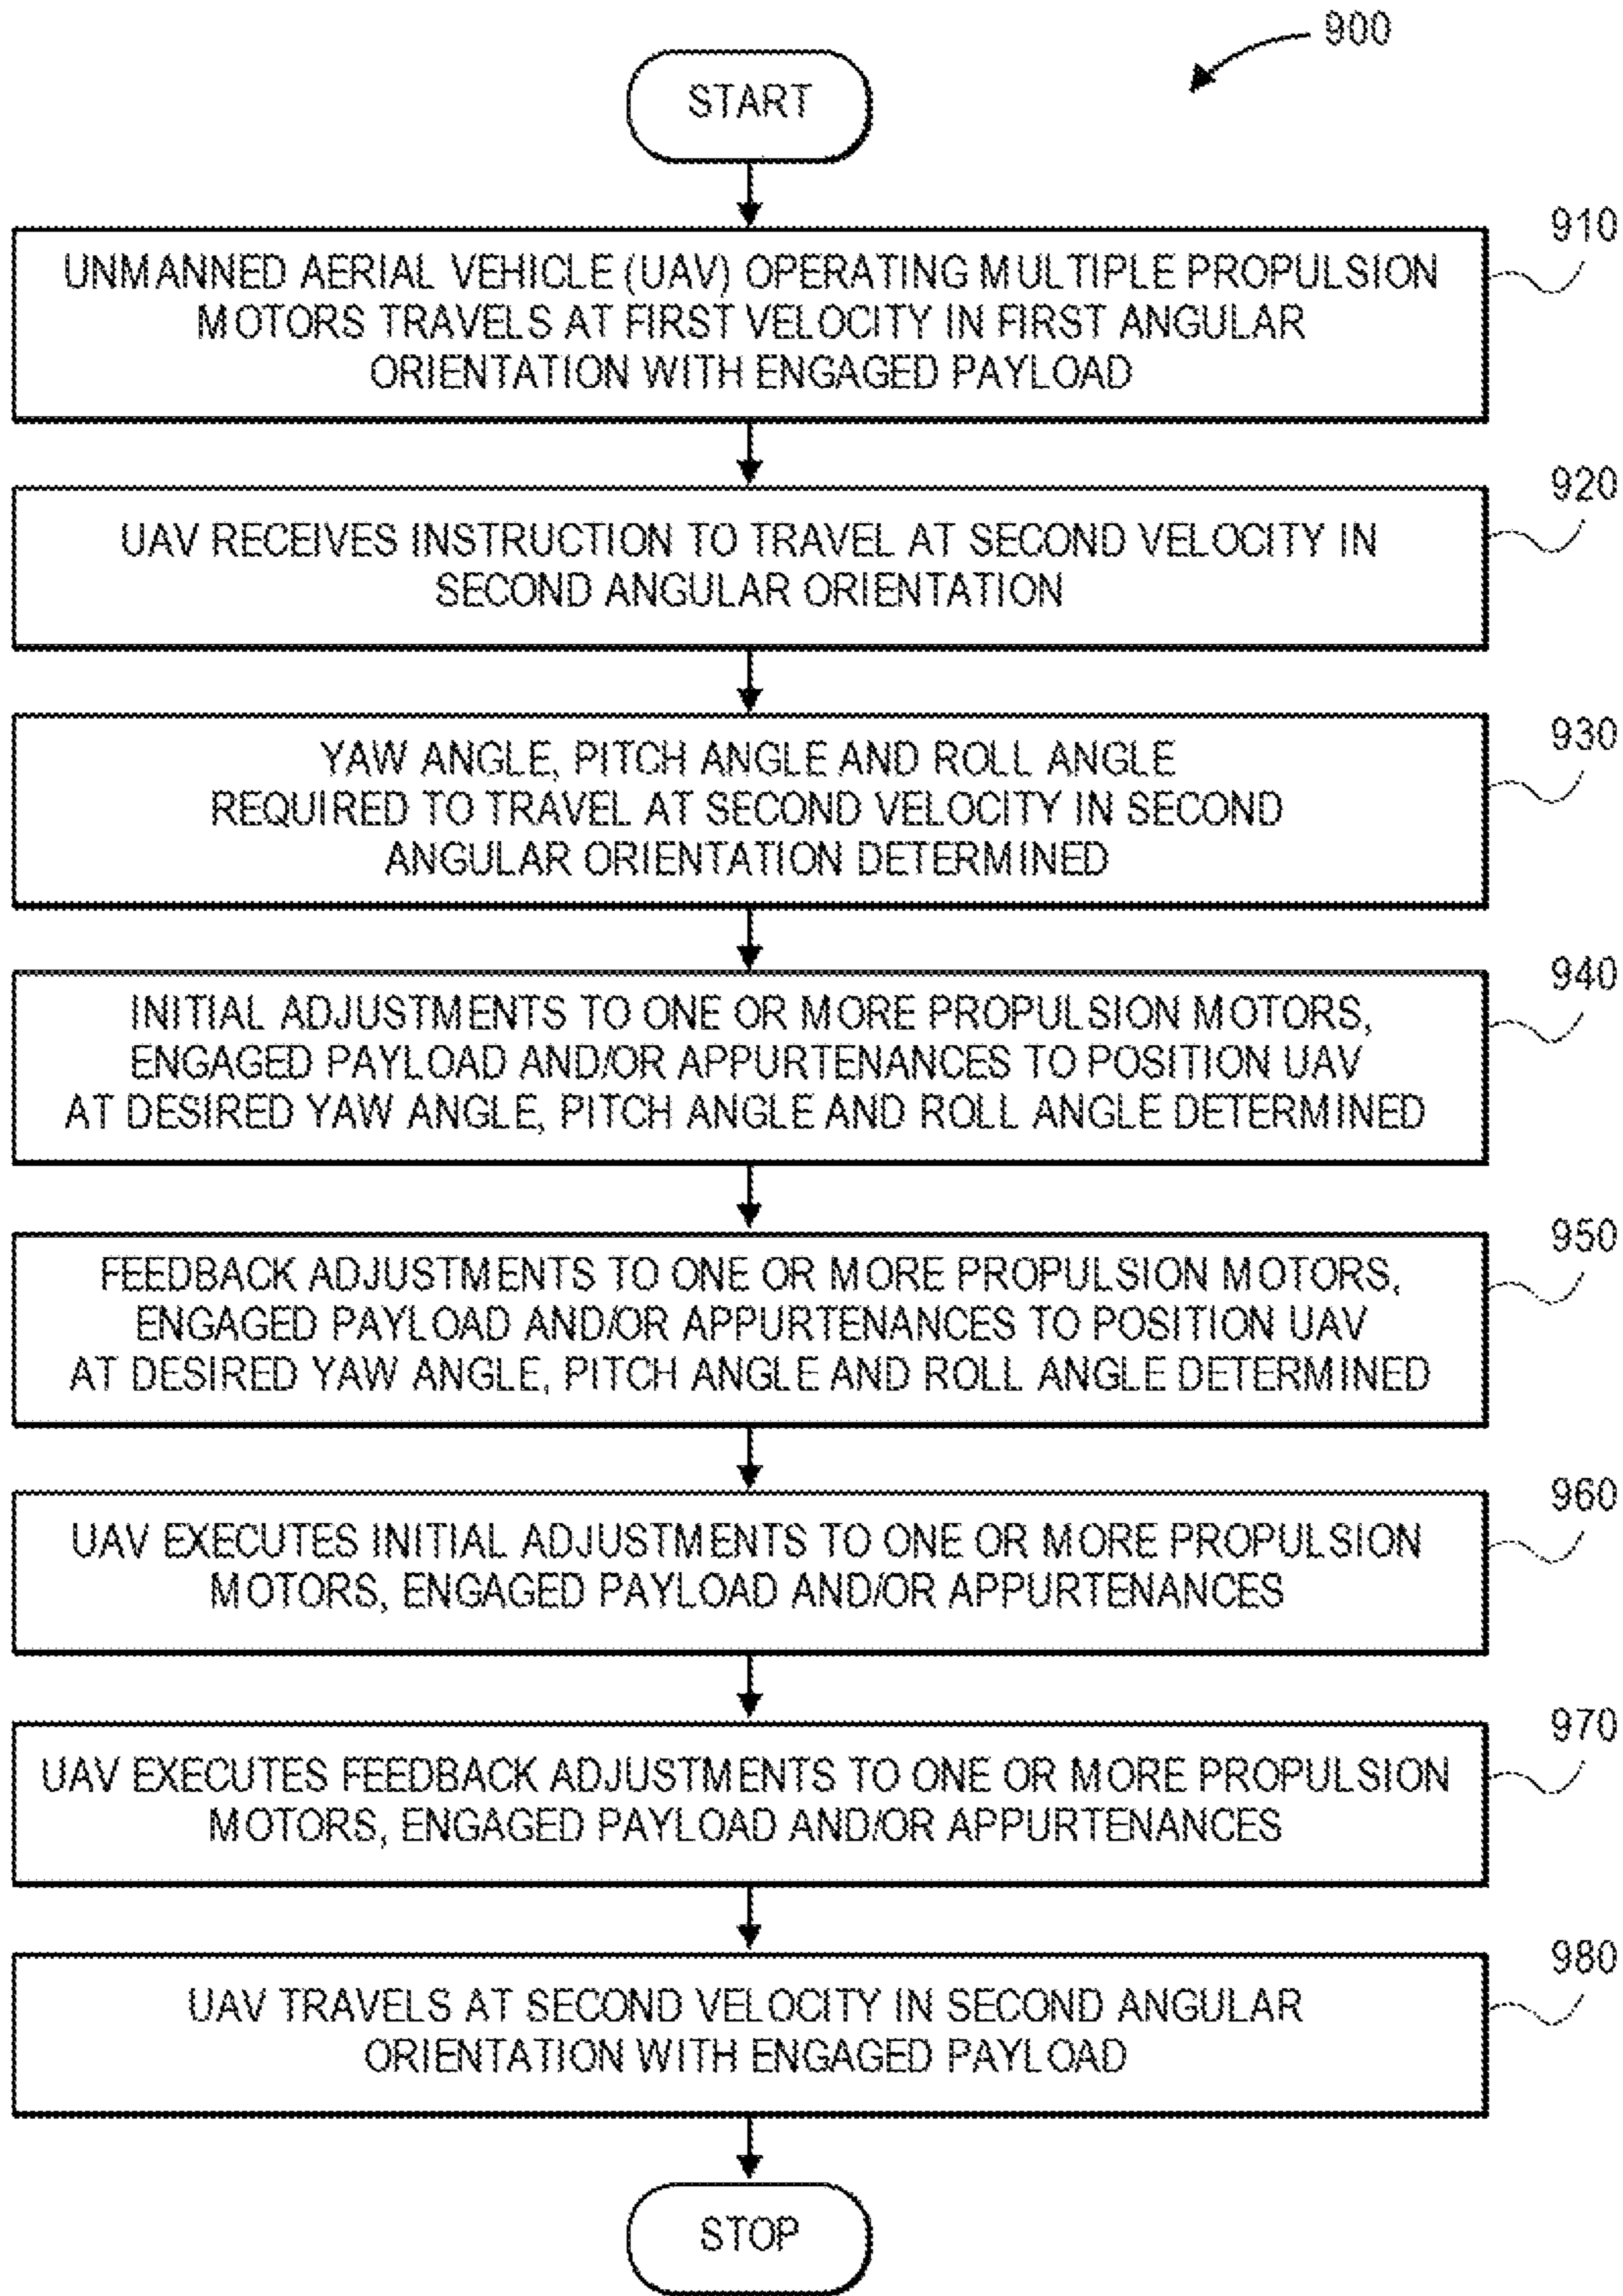 900
START
910
UNMANNED AERIAL VEHICLE (UAV) OPERATING MULTIPLE PROPULSION
MOTORS TRAVELS AT FIRST VELOCITY IN FIRST ANGULAR
ORIENTATION WITH ENGAGED PAYLOAD
920
UAV RECEIVES INSTRUCTION TO TRAVEL AT SECOND VELOCITY IN
SECOND ANGULAR ORIENTATION
930
YAW ANGLE, PITCH ANGLE AND ROLL ANGLE
REQUIRED TO TRAVEL AT SECOND VELOCITY IN SECOND
ANGULAR ORIENTATION DETERMINED
940
INITIAL ADJUSTMENTS TO ONE OR MORE PROPULSION MOTORS,
ENGAGED PAYLOAD AND/OR APPURTENANCES TO POSITION UAV
AT DESIRED YAW ANGLE, PITCH ANGLE AND ROLL ANGLE DETERMINED
950
FEEDBACK ADJUSTMENTS TO ONE OR MORE PROPULSION MOTORS,
ENGAGED PAYLOAD AND/OR APPURTENANCES TO POSITION UAV
AT DESIRED YAW ANGLE, PITCH ANGLE AND ROLL ANGLE DETERMINED
960
UAV EXECUTES INITIAL ADJUSTMENTS TO ONE OR MORE PROPULSION
MOTORS, ENGAGED PAYLOAD AND/OR APPURTENANCES
970
UAV EXECUTES FEEDBACK ADJUSTMENTS TO ONE OR MORE PROPULSION
MOTORS, ENGAGED PAYLOAD AND/OR APPURTENANCES
980
UAV TRAVELS AT SECOND VELOCITY IN SECOND ANGULAR
ORIENTATION WITH ENGAGED PAYLOAD
STOP